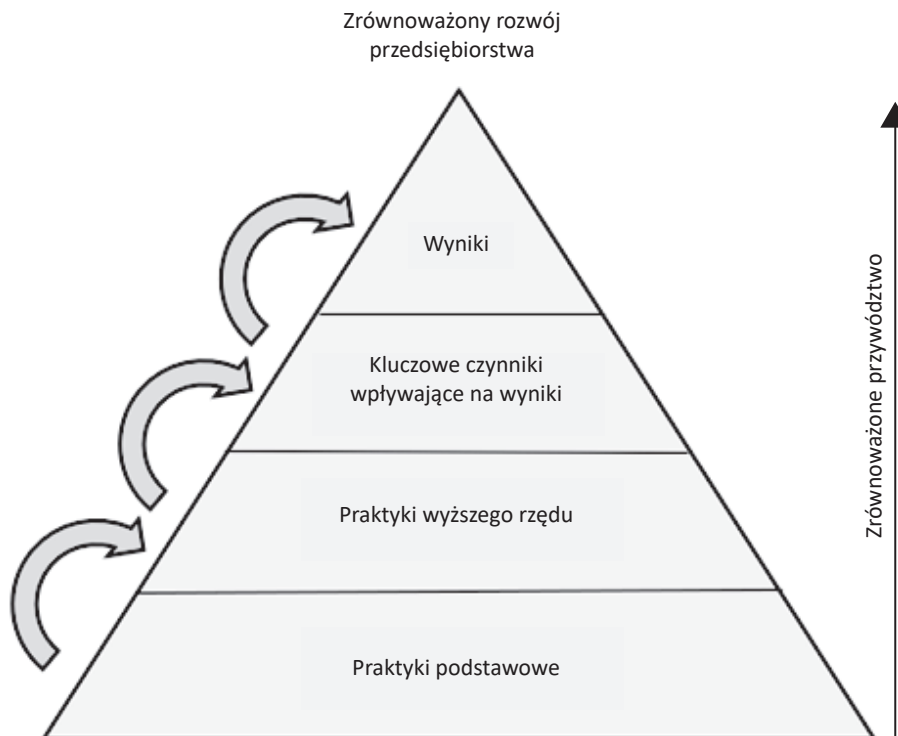 Zrównoważony rozwój
przedsiębiorstwa
Wyniki
Kluczowe czynniki
wpływające na wyniki
Praktyki wyższego rzędu
Praktyki podstawowe
Zrównoważone przywództwo